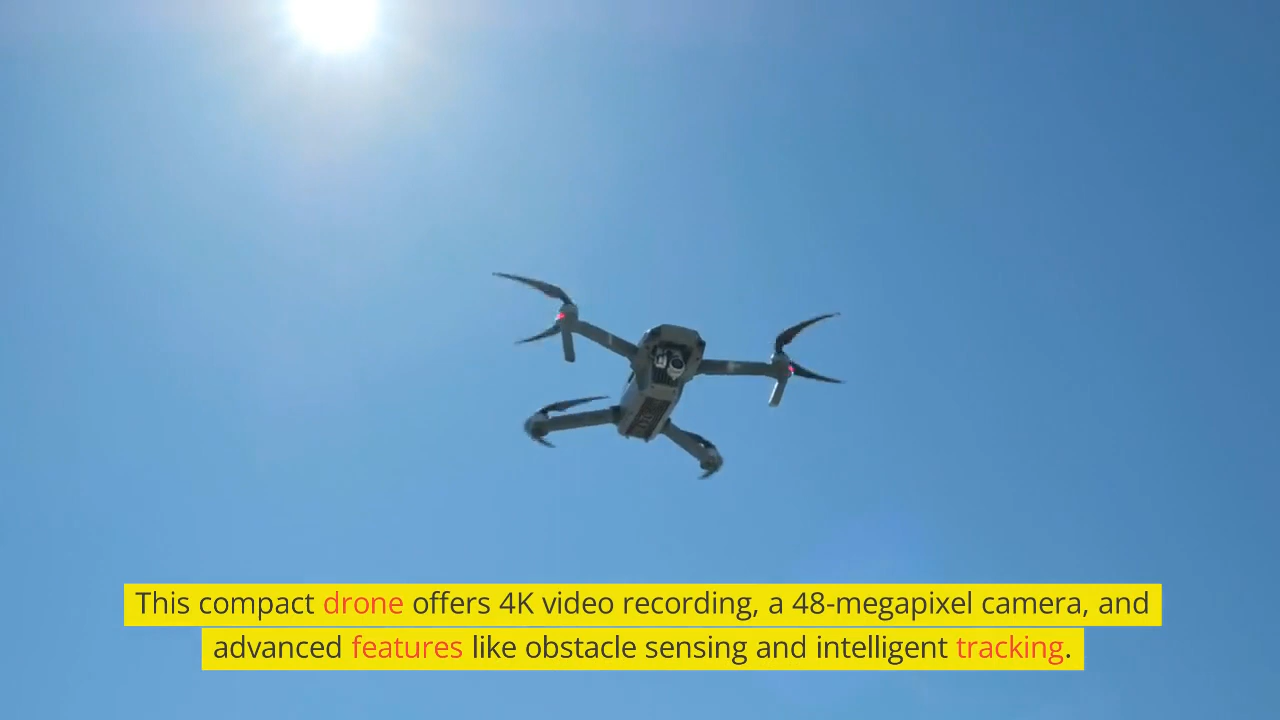 This compact drone offers 4K video recording, a 48-megapixel camera, and
advanced features like obstacle sensing and intelligent tracking.